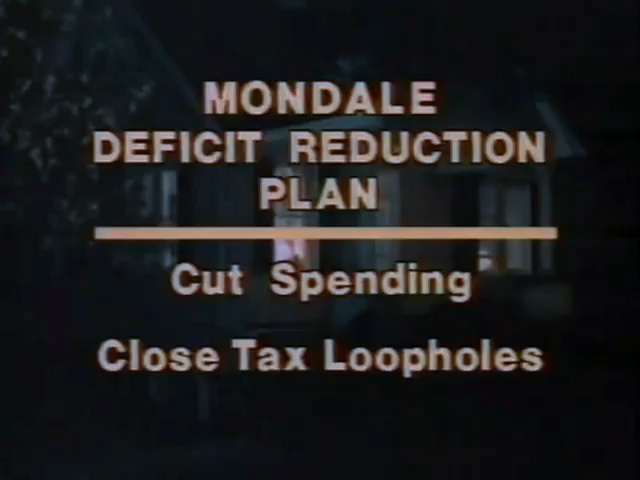 MONDALE
DEFICIT REDUCTION
PLAN
Cut Spending
Close Tax Loopholes